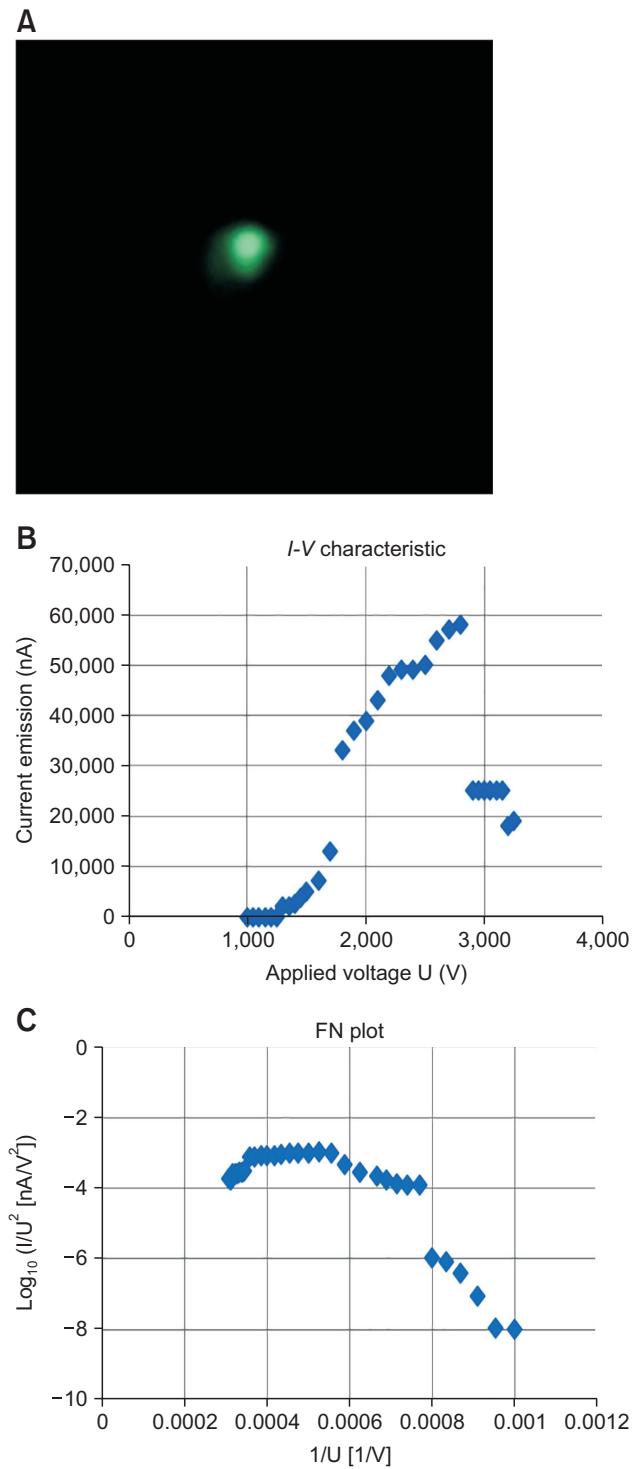 A
B
I-V characteristic
70,000
60,000
50,000
40,000
30,000
20,000
10,000
0
Current emission (nA)
0 1,000 2,000 3,000 4,000
Applied voltage U (V)
C
FN plot
0
−2
−4
−6
−8
−10
Log₁₀ (I/U² [nA/V²])
0 0.0002 0.0004 0.0006 0.0008 0.001 0.0012
1/U [1/V]